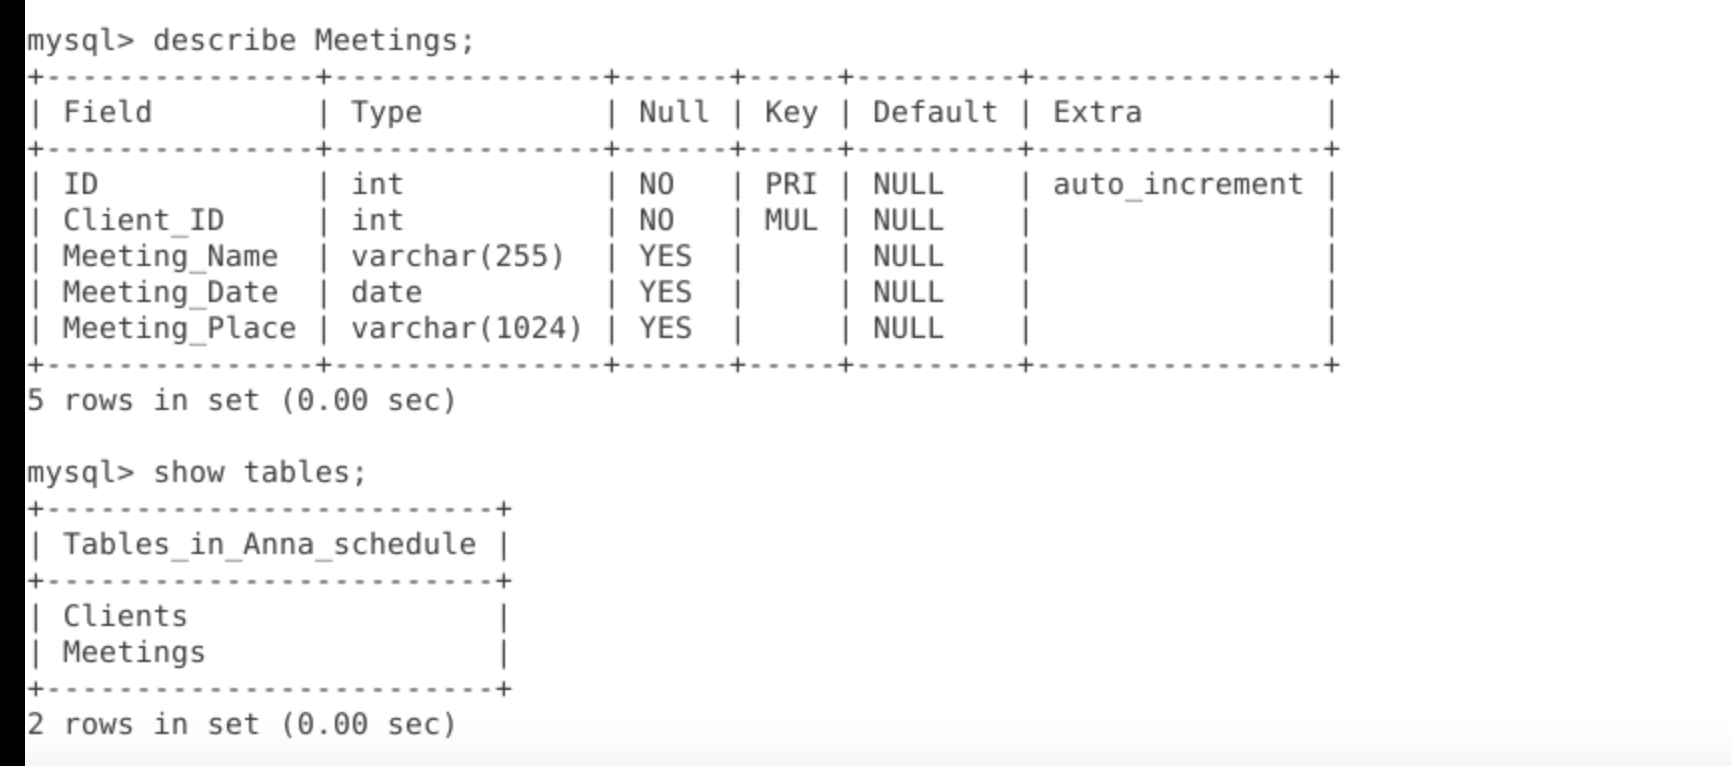 mysql> describe Meetings;
+---------------+---------------+------+-----+---------+----------------+
| Field         | Type          | Null | Key | Default | Extra          |
+---------------+---------------+------+-----+---------+----------------+
| ID            | int           | NO   | PRI | NULL    | auto_increment |
| Client_ID     | int           | NO   | MUL | NULL    |                |
| Meeting_Name  | varchar(255)  | YES  |     | NULL    |                |
| Meeting_Date  | date          | YES  |     | NULL    |                |
| Meeting_Place | varchar(1024) | YES  |     | NULL    |                |
+---------------+---------------+------+-----+---------+----------------+
5 rows in set (0.00 sec)
mysql> show tables;
+-------------------------+
| Tables_in_Anna_schedule |
+-------------------------+
| Clients                 |
| Meetings                |
+-------------------------+
2 rows in set (0.00 sec)